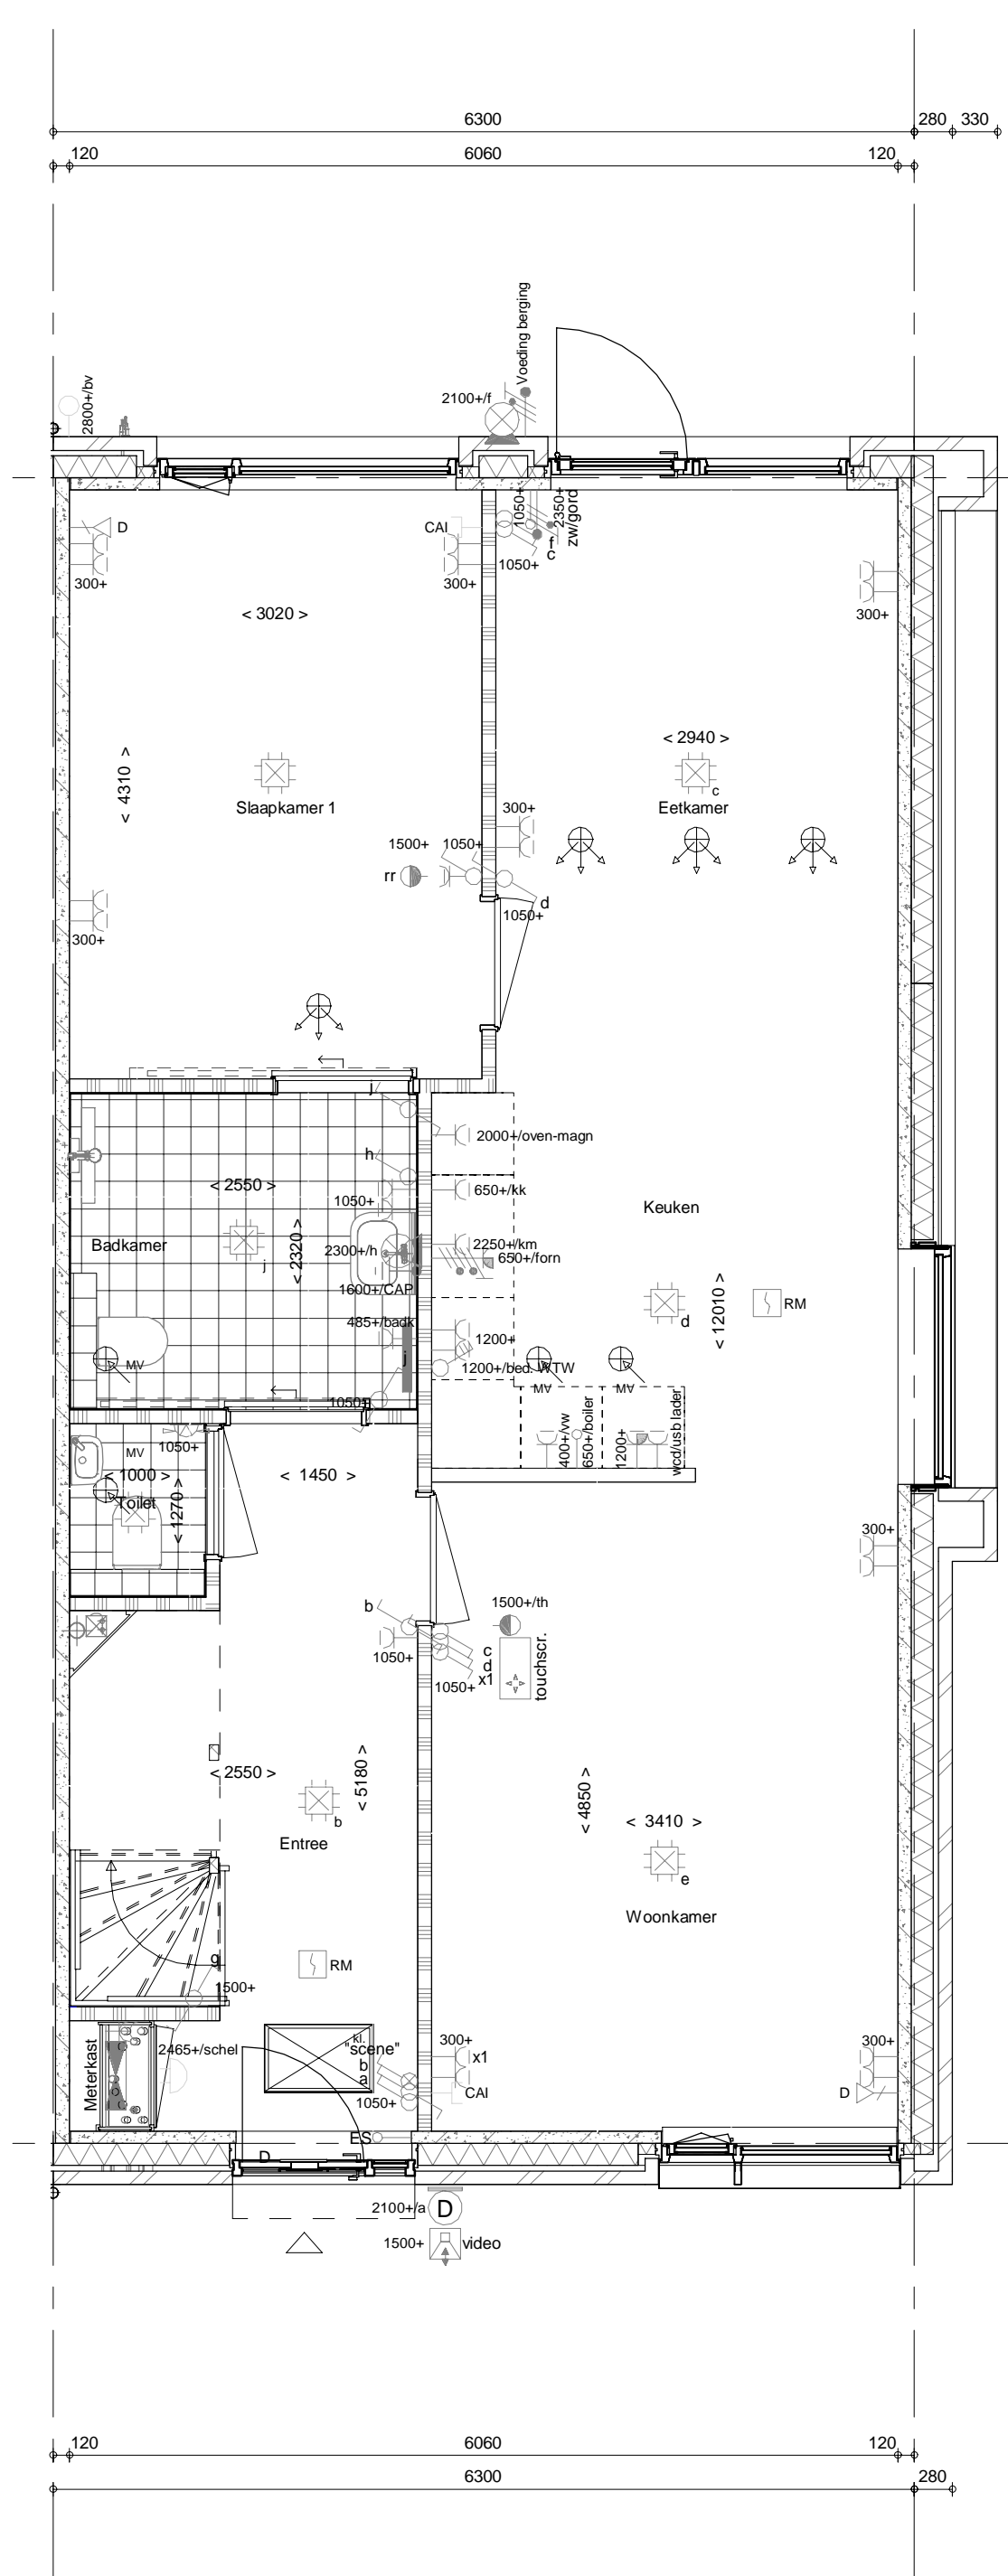 6300
280
330
120
6060
120
Voeding berging
2800+/bv
2100+/f
D
300+
CAI
300+
1050+
2350+
zw/gord
f
c
1050+
300+
< 3020 >
< 4310 >
< 2940 >
c
Slaapkamer 1
Eetkamer
300+
1500+
1050+
rr
d
1050+
300+
j
2000+/oven-magn
h
< 2550 >
1050+
650+/kk
Keuken
Badkamer
< 2320 >
2300+/h
2250+/km
650+/forn
j
1600+/CAP
< 12010 >
RM
d
485+/badk
1200+
MV
1200+/bed. WTW
MV
MV
1050+
400+/vw
650+/boiler
1200+
wcd/usb lader
1050+
MV
< 1000 >
< 1450 >
Toilet
< 1270 >
300+
b
1500+/th
1050+
c
d
x1
1050+
touchscr.
< 2550 >
< 5180 >
b
Entree
< 4850 >
< 3410 >
e
Woonkamer
g
RM
1500+
Meterkast
2465+/schel
kl.
"scene"
b
a
1050+
300+
x1
CAI
300+
D
ES
D
2100+/a
D
1500+
video
120
6060
120
6300
280